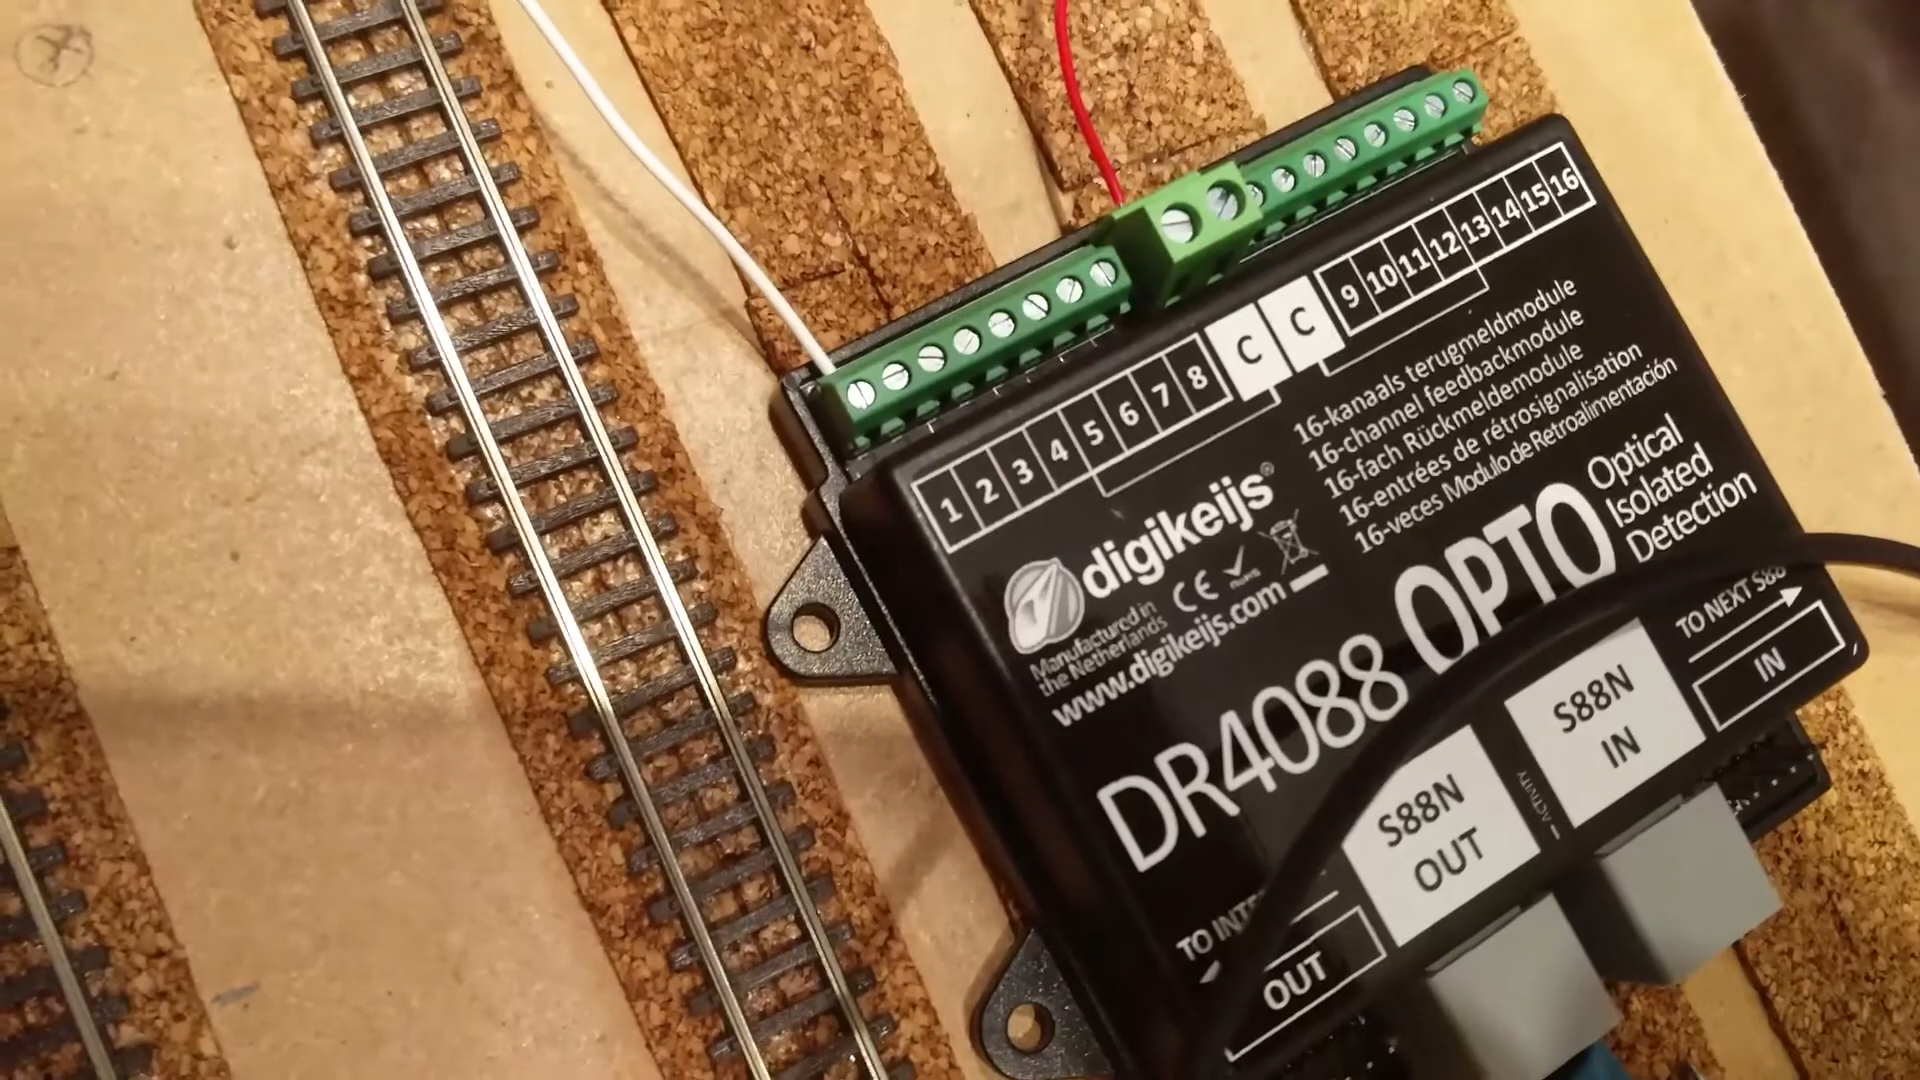 1 2 3 4 5 6 7 8 C C 9 10 11 12 13 14 15 16
16-kanaals terugmeldmodule
16-channel feedbackmodule
16-fach Rückmeldemodule
16-entrées de rétrosignalisation
16-veces Modulo de Retroalimentación
digikeijs®
Manufactured in
the Netherlands
CE
RoHS
www.digikeijs.com
DR4088 OPTO
Optical
Isolated
Detection
TO NEXT S88
IN
S88N
IN
ACTIVITY
S88N
OUT
TO
OUT